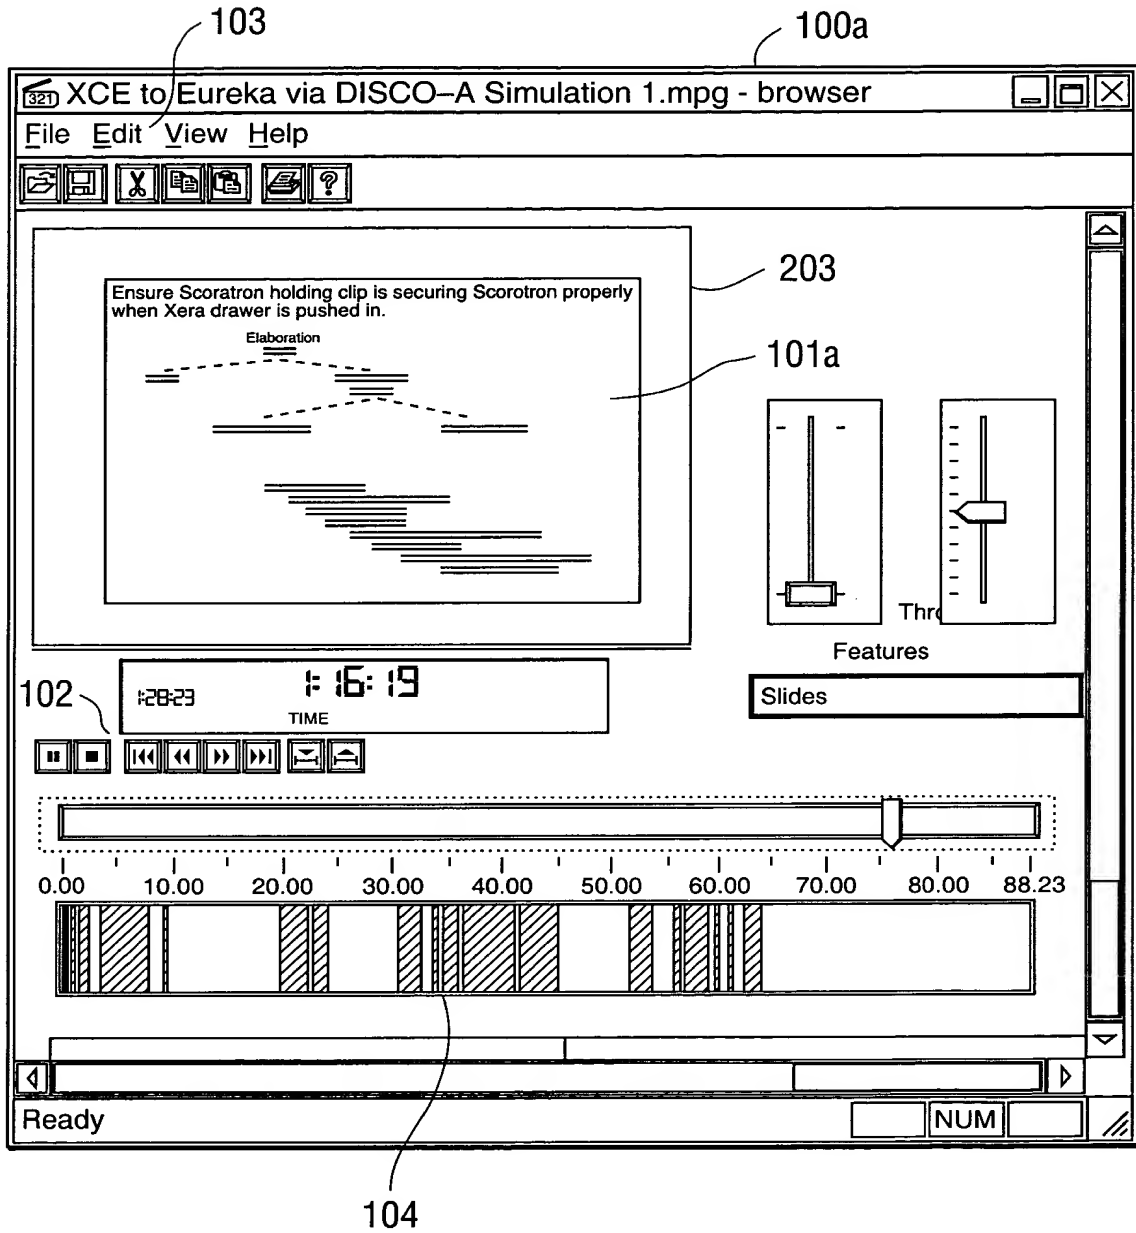 103
100a
321 XCE to Eureka via DISCO–A Simulation 1.mpg - browser
File Edit View Help
?
203
Ensure Scoratron holding clip is securing Scorotron properly
when Xera drawer is pushed in.
Elaboration
101a
Thre
Features
Slides
102
1:28:23 1:16:19
TIME
0.00 10.00 20.00 30.00 40.00 50.00 60.00 70.00 80.00 88.23
Ready NUM
104